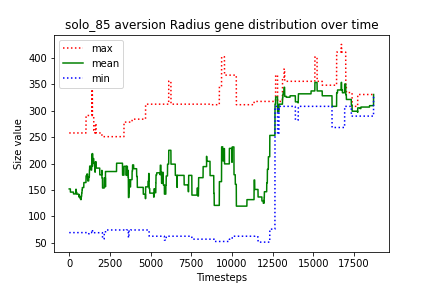 solo_85 aversion Radius gene distribution over time
max
mean
min
Size value
400
350
300
250
200
150
100
50
0
2500
5000
7500
10000
12500
15000
17500
Timesteps